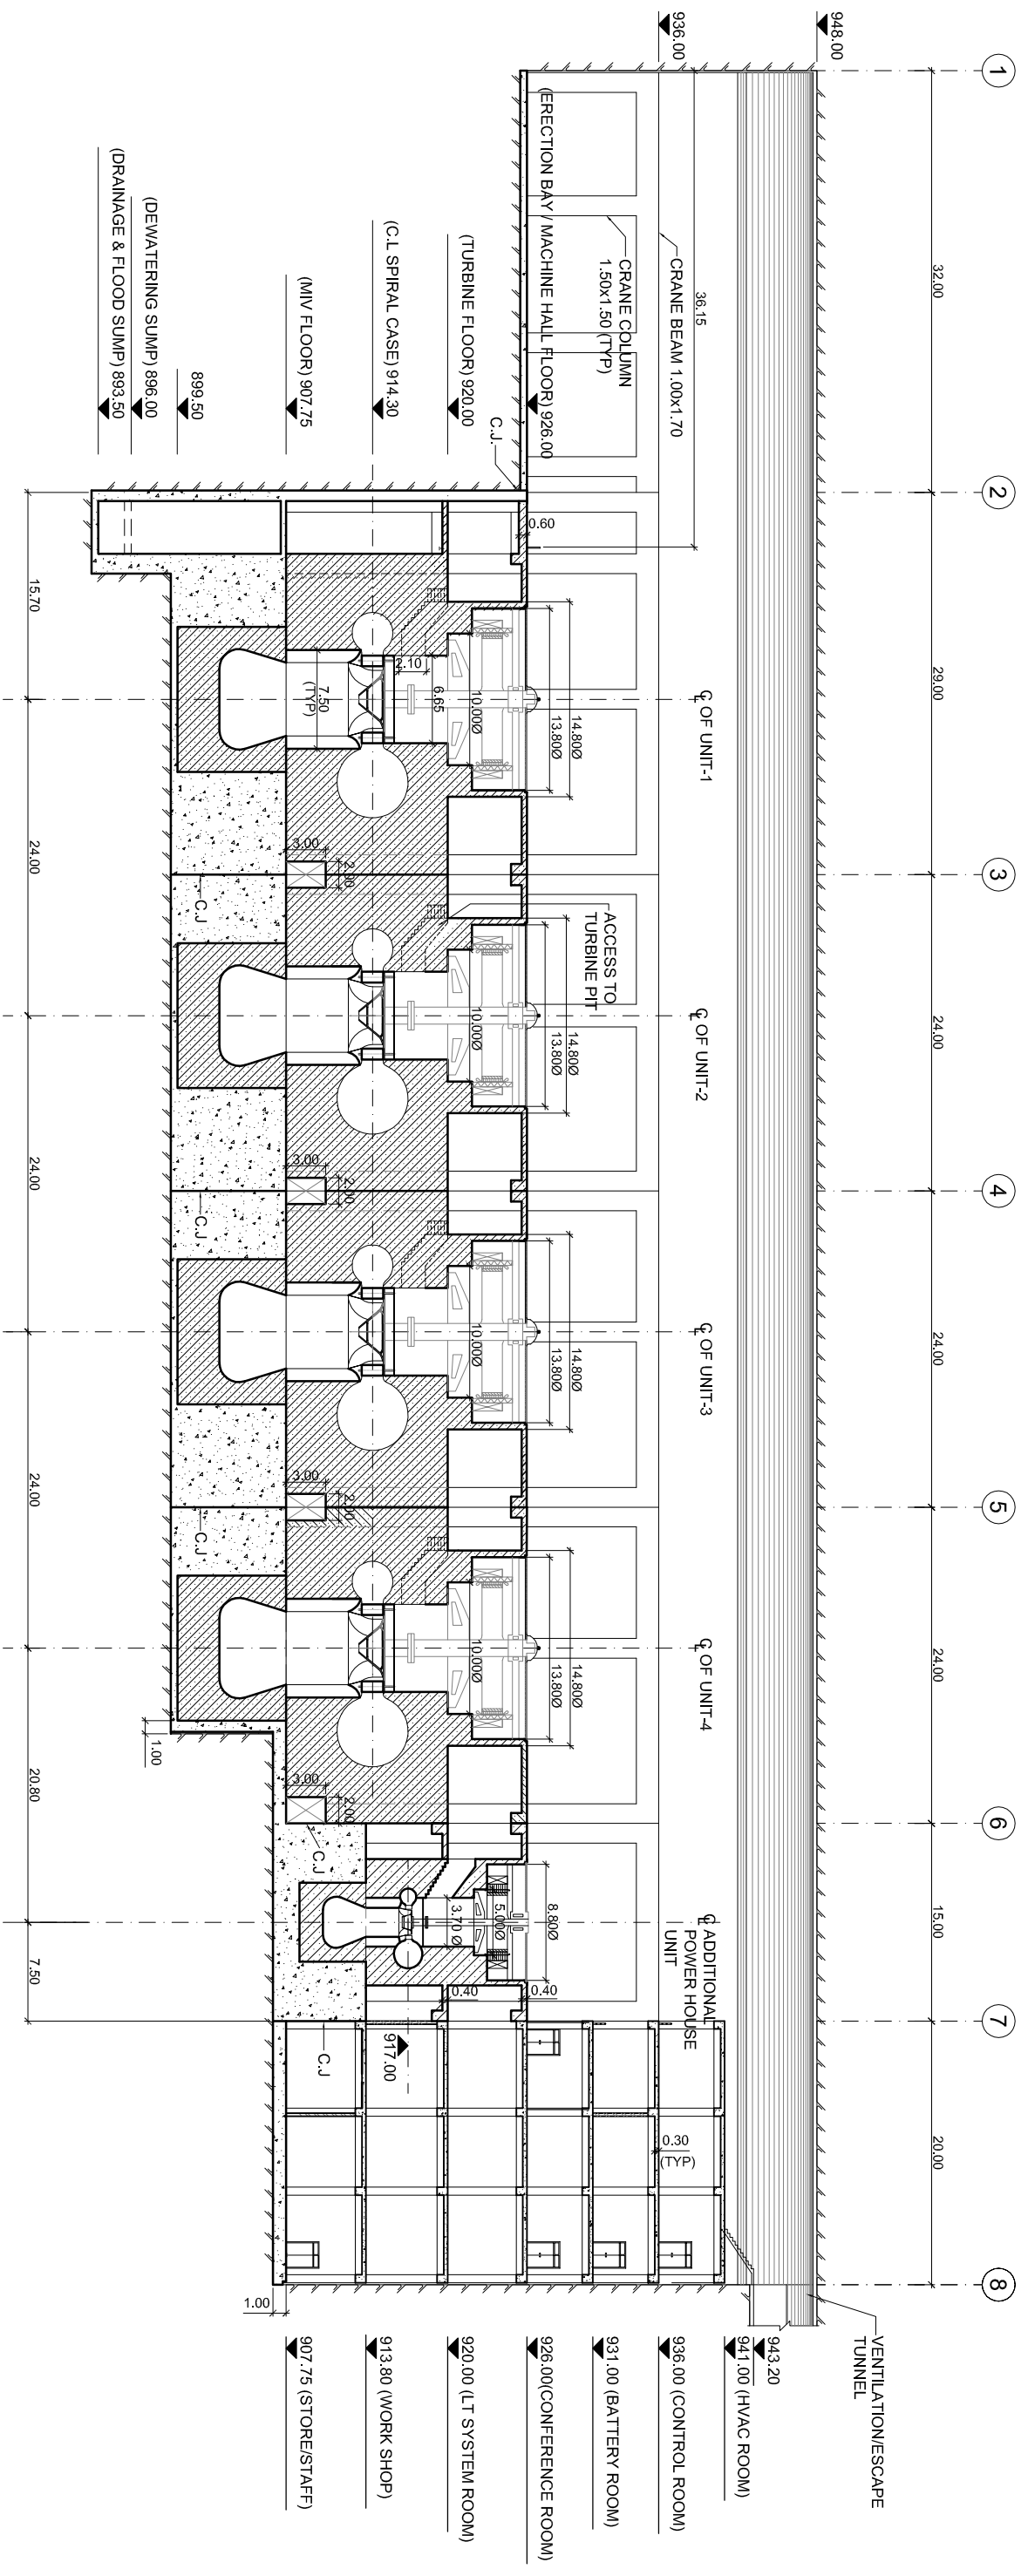 1
2
3
4
5
6
7
8
32.00
29.00
24.00
24.00
24.00
15.00
20.00
948.00
936.00
36.15
CRANE BEAM 1.00x1.70
CRANE COLUMN
1.50x1.50 (TYP)
(ERECTION BAY / MACHINE HALL FLOOR) 926.00
C.J.
(TURBINE FLOOR) 920.00
(C.L SPIRAL CASE) 914.30
(MIV FLOOR) 907.75
899.50
(DEWATERING SUMP) 896.00
(DRAINAGE & FLOOD SUMP) 893.50
0.60
℄ OF UNIT-1
14.80Ø
13.80Ø
10.00Ø
6.65
2.10
7.50
(TYP)
3.00
2.00
C.J
℄ OF UNIT-2
ACCESS TO
TURBINE PIT
14.80Ø
13.80Ø
10.00Ø
3.00
2.00
C.J
℄ OF UNIT-3
14.80Ø
13.80Ø
10.00Ø
3.00
2.00
C.J
℄ OF UNIT-4
14.80Ø
13.80Ø
10.00Ø
3.00
2.00
C.J
1.00
℄ ADDITIONAL
POWER HOUSE
UNIT
8.80Ø
5.00Ø
3.70 Ø
0.40
0.40
917.00
C.J
0.30
(TYP)
1.00
VENTILATION/ESCAPE
TUNNEL
943.20
941.00 (HVAC ROOM)
936.00 (CONTROL ROOM)
931.00 (BATTERY ROOM)
926.00(CONFERENCE ROOM)
920.00 (LT SYSTEM ROOM)
913.80 (WORK SHOP)
907.75 (STORE/STAFF)
15.70
24.00
24.00
24.00
20.80
7.50